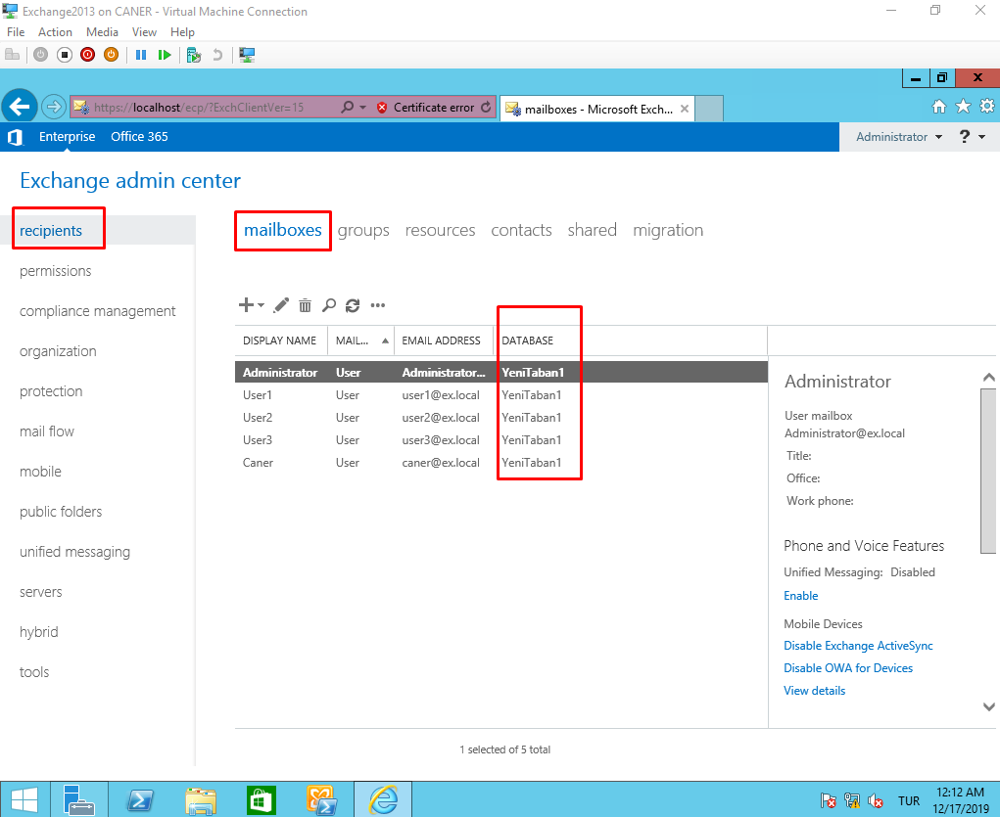 Exchange2013 on CANER - Virtual Machine Connection
File Action Media View Help
https://localhost/ecp/?ExchClientVer=15
Certificate error
mailboxes - Microsoft Exch...
Enterprise Office 365
Administrator ?
Exchange admin center
recipients
permissions
compliance management
organization
protection
mail flow
mobile
public folders
unified messaging
servers
hybrid
tools
mailboxes groups resources contacts shared migration
DISPLAY NAME MAIL... EMAIL ADDRESS DATABASE
Administrator User Administrator... YeniTaban1
User1 User user1@ex.local YeniTaban1
User2 User user2@ex.local YeniTaban1
User3 User user3@ex.local YeniTaban1
Caner User caner@ex.local YeniTaban1
1 selected of 5 total
Administrator
User mailbox
Administrator@ex.local
Title:
Office:
Work phone:
Phone and Voice Features
Unified Messaging: Disabled
Enable
Mobile Devices
Disable Exchange ActiveSync
Disable OWA for Devices
View details
TUR
12:12 AM
12/17/2019